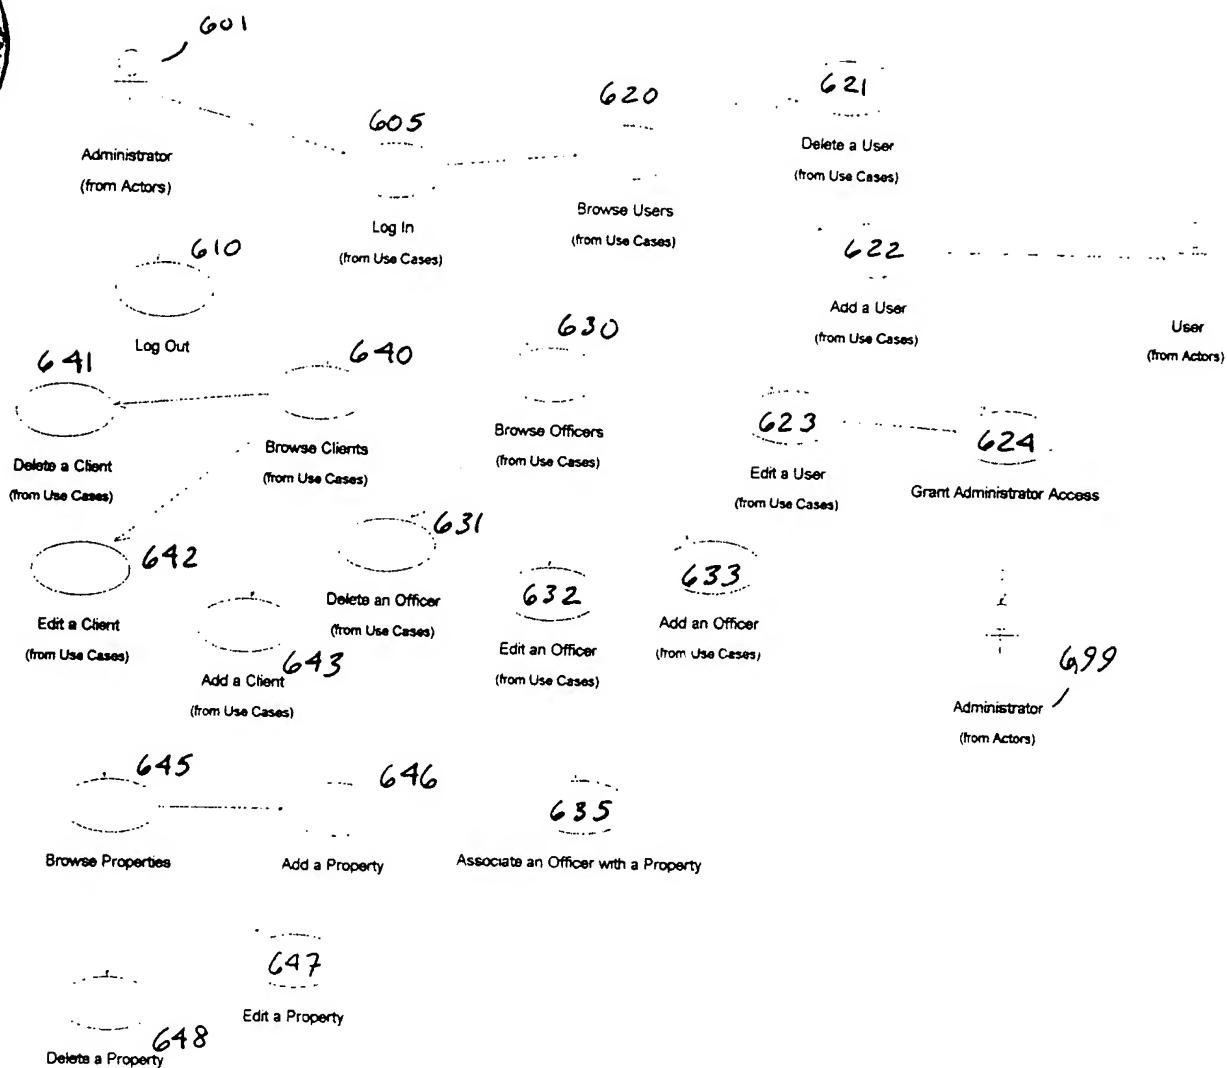 601
Administrator
(from Actors)
605
Log In
(from Use Cases)
620
Browse Users
(from Use Cases)
621
Delete a User
(from Use Cases)
610
Log Out
622
Add a User
(from Use Cases)
User
(from Actors)
641
Delete a Client
(from Use Cases)
640
Browse Clients
(from Use Cases)
630
Browse Officers
(from Use Cases)
623
Edit a User
(from Use Cases)
624
Grant Administrator Access
642
Edit a Client
(from Use Cases)
643
Add a Client
(from Use Cases)
631
Delete an Officer
(from Use Cases)
632
Edit an Officer
(from Use Cases)
633
Add an Officer
(from Use Cases)
699
Administrator
(from Actors)
645
Browse Properties
646
Add a Property
635
Associate an Officer with a Property
647
Edit a Property
648
Delete a Property